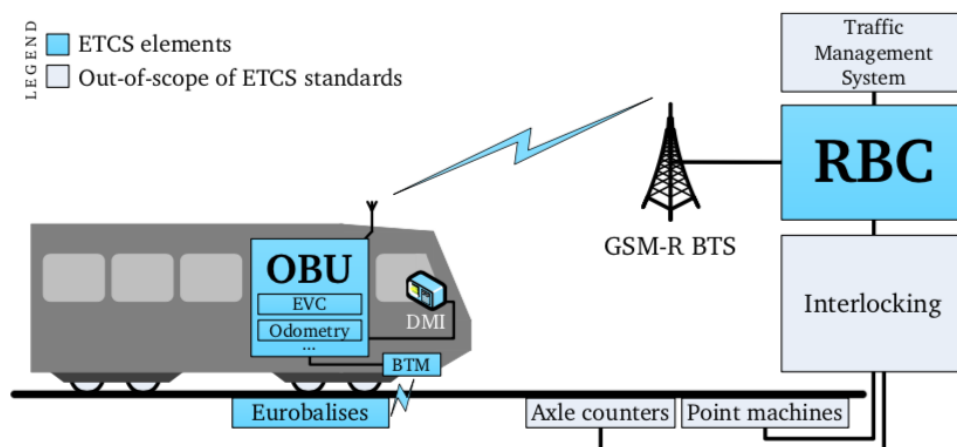 LEGEND
ETCS elements
Out-of-scope of ETCS standards
Traffic
Management
System
RBC
GSM-R BTS
Interlocking
OBU
EVC
Odometry
...
DMI
BTM
Eurobalises
Axle counters
Point machines